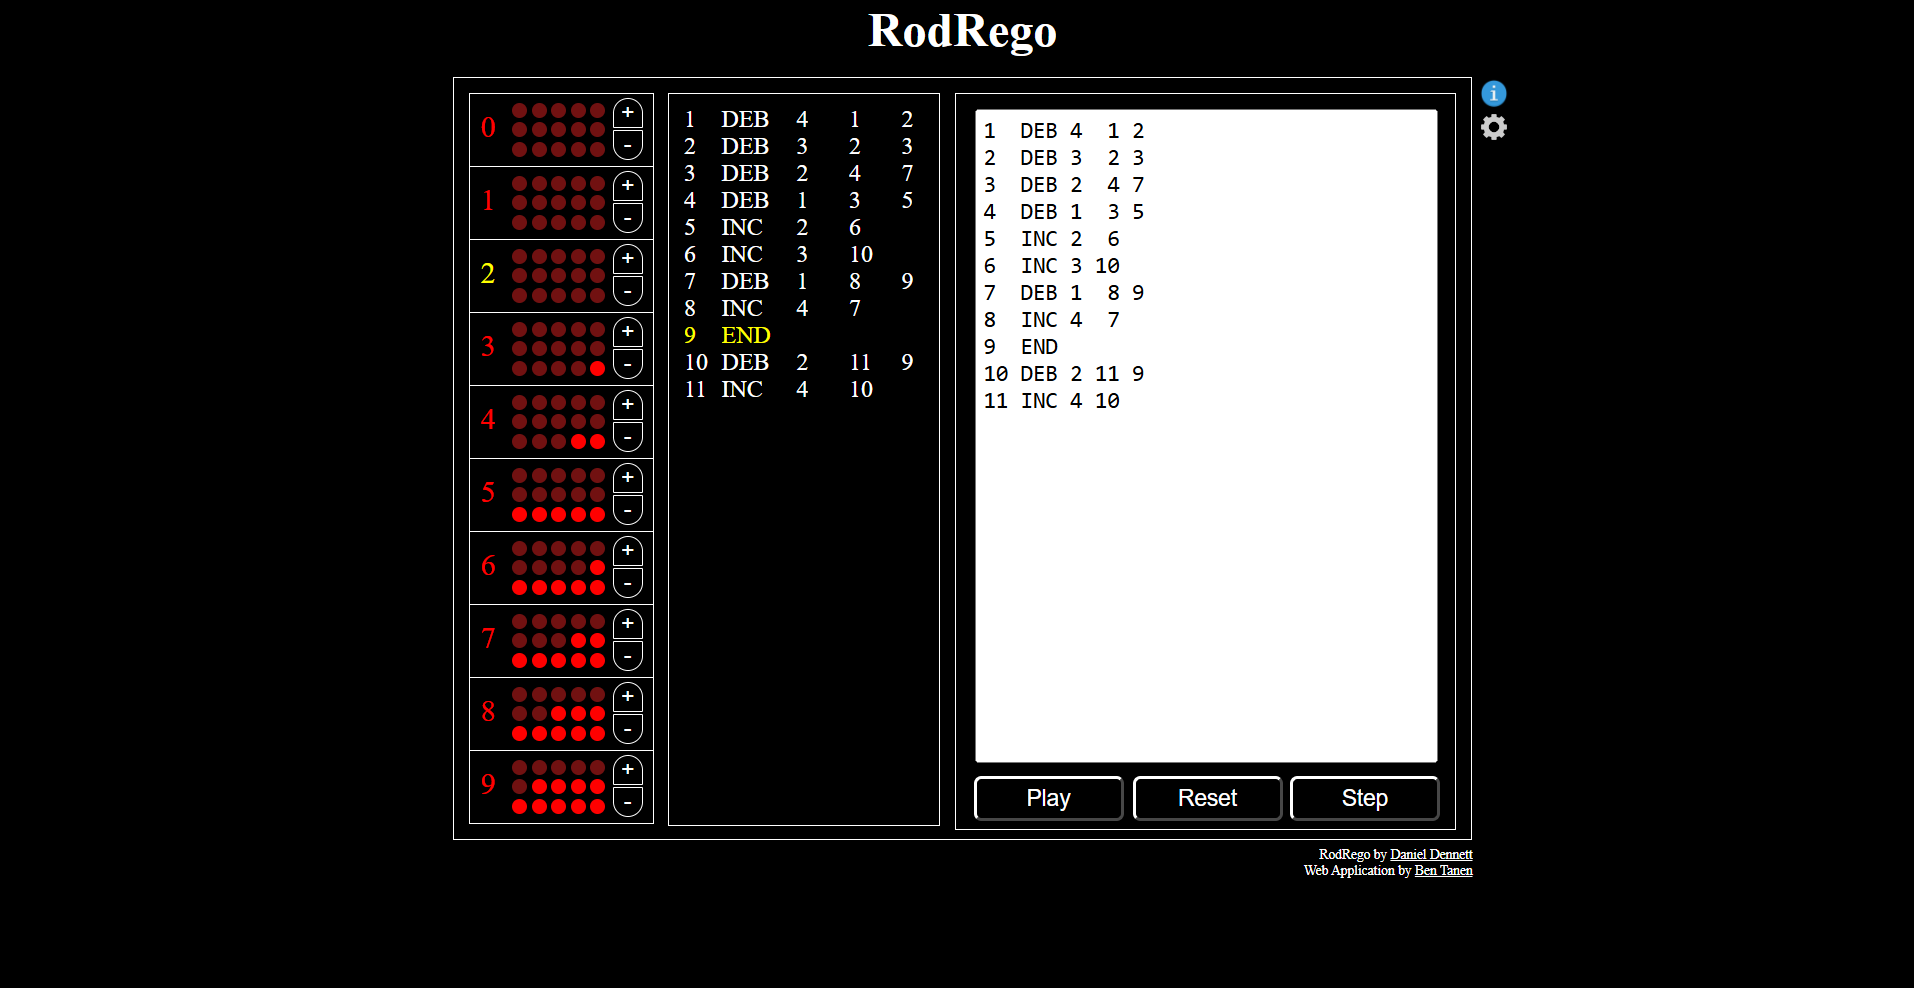 RodRego
0 + -
1 + -
2 + -
3 + -
4 + -
5 + -
6 + -
7 + -
8 + -
9 + -
1 DEB 4 1 2
2 DEB 3 2 3
3 DEB 2 4 7
4 DEB 1 3 5
5 INC 2 6
6 INC 3 10
7 DEB 1 8 9
8 INC 4 7
9 END
10 DEB 2 11 9
11 INC 4 10
1 DEB 4 1 2
2 DEB 3 2 3
3 DEB 2 4 7
4 DEB 1 3 5
5 INC 2 6
6 INC 3 10
7 DEB 1 8 9
8 INC 4 7
9 END
10 DEB 2 11 9
11 INC 4 10
Play Reset Step
i
RodRego by Daniel Dennett
Web Application by Ben Tanen